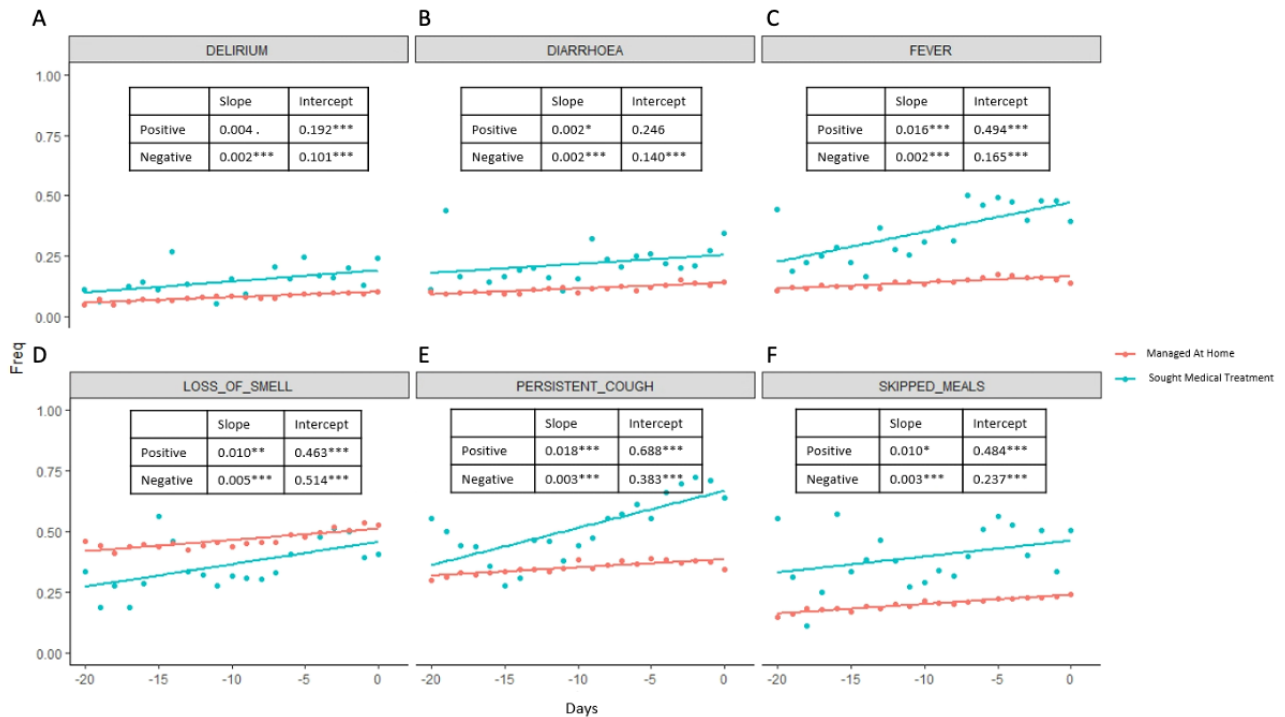 A B C
DELIRIUM DIARRHOEA FEVER
1.00
Slope Intercept Slope Intercept Slope Intercept
0.75 Positive 0.004 . 0.192*** Positive 0.002* 0.246 Positive 0.016*** 0.494***
Negative 0.002*** 0.101*** Negative 0.002*** 0.140*** Negative 0.002*** 0.165***
0.50
0.25
0.00
Freq
D E F
Managed At Home
Sought Medical Treatment
LOSS_OF_SMELL PERSISTENT_COUGH SKIPPED_MEALS
1.00
Slope Intercept Slope Intercept Slope Intercept
Positive 0.010** 0.463*** Positive 0.018*** 0.688*** Positive 0.010* 0.484***
0.75
Negative 0.005*** 0.514*** Negative 0.003*** 0.383*** Negative 0.003*** 0.237***
0.50
0.25
0.00
-20 -15 -10 -5 0 -20 -15 -10 -5 0 -20 -15 -10 -5 0
Days